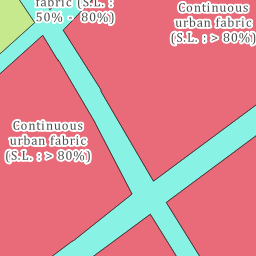 fabric (S.L. :
50% - 80%)
Continuous
urban fabric
(S.L. : > 80%)
Continuous
urban fabric
(S.L. : > 80%)